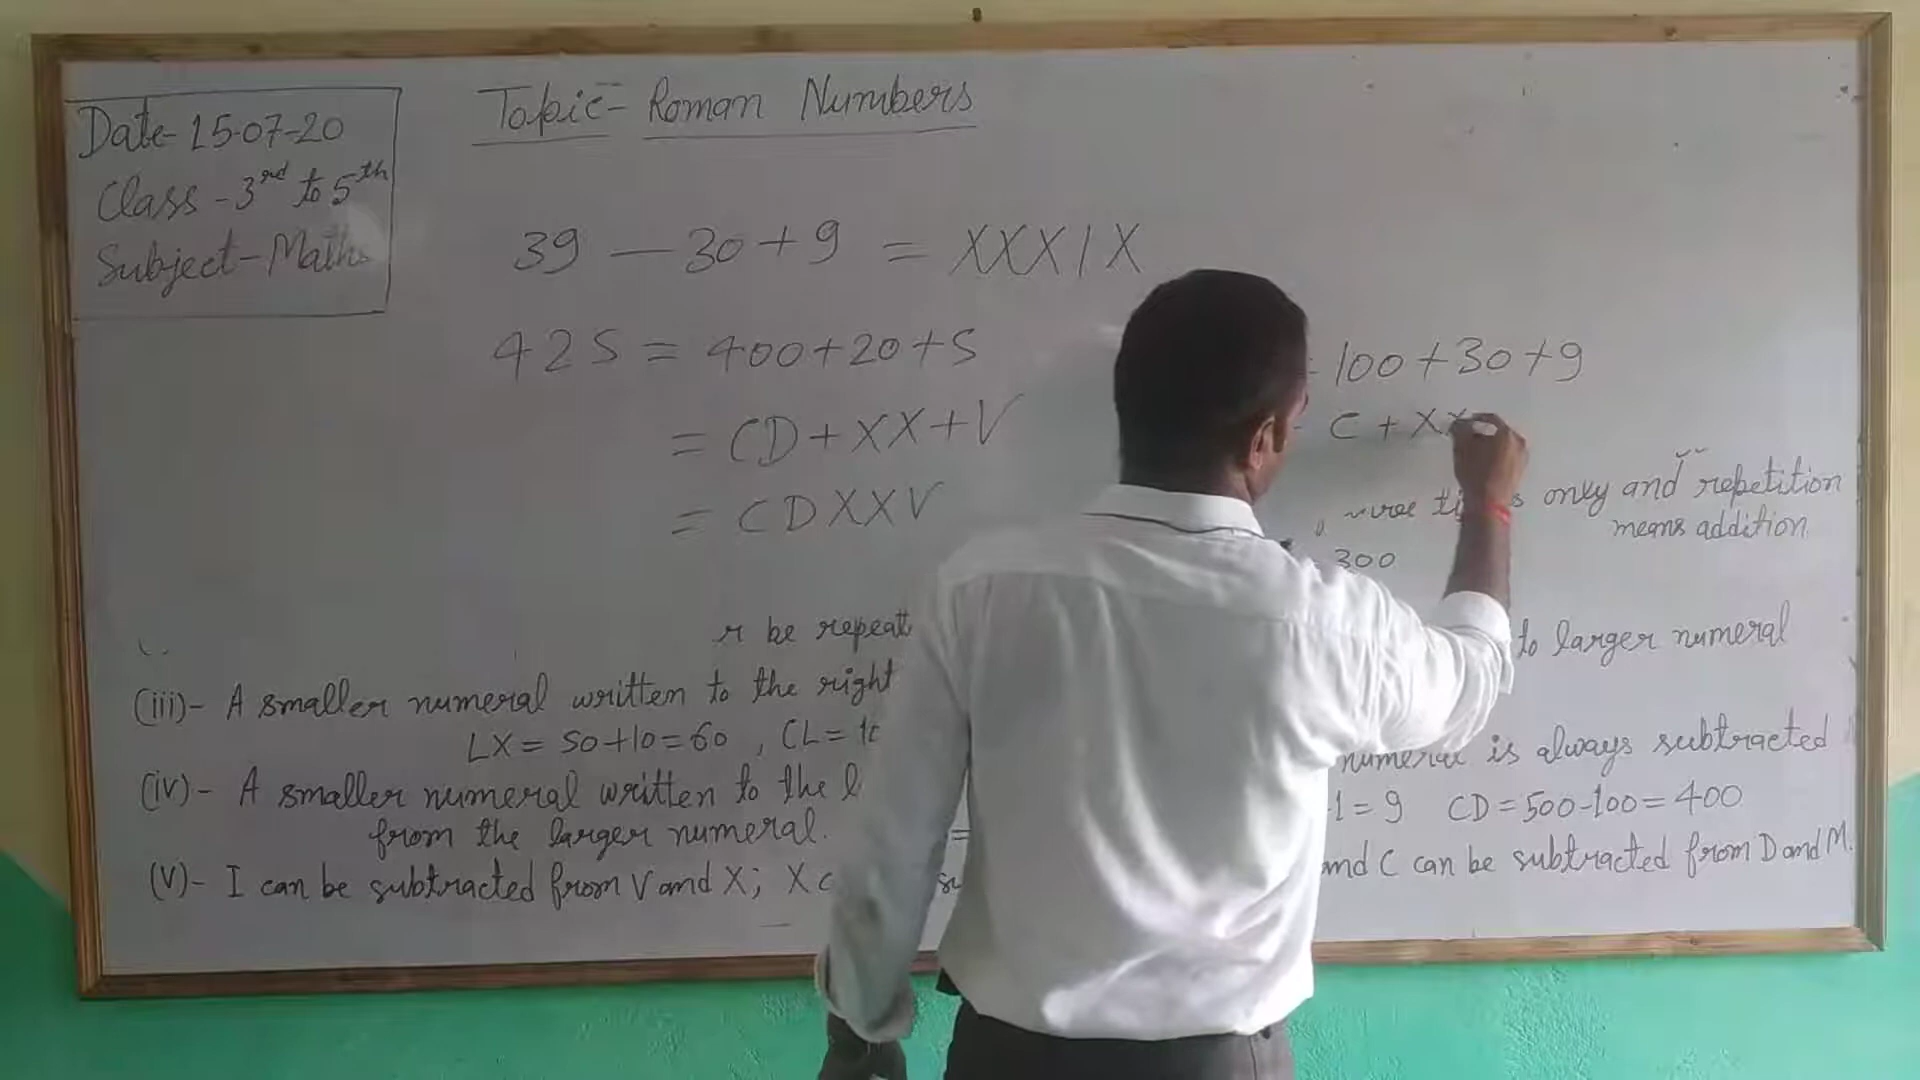 Date- 15-07-20
Class - 3rd to 5th
Subject - Maths
Topic - Roman Numbers
39 — 30+9 = XXXIX
425 = 400+20+5
= CD+XX+V
= CDXXV
100+30+9
C + XX
only and repetition
means addition
300
be repeat
to larger numeral
(iii)- A smaller numeral written to the right
LX = 50+10=60 , CL=
(iv)- A smaller numeral written to the
numeral is always subtracted
from the larger numeral.
-1=9 CD=500-100=400
(V)- I can be subtracted from V and X; X
and C can be subtracted from D and M.